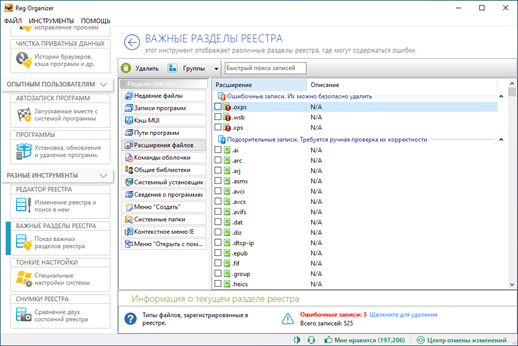 Reg Organizer
ФАЙЛ ИНСТРУМЕНТЫ ПОМОЩЬ
исправление проблем
ЧИСТКА ПРИВАТНЫХ ДАННЫХ
Истории браузеров,
кэша программ и др.
ОПЫТНЫМ ПОЛЬЗОВАТЕЛЯМ
АВТОЗАПУСК ПРОГРАММ
Запускаемые вместе с
системой программы
ПРОГРАММЫ
Установка, обновление
и удаление программ.
РАЗНЫЕ ИНСТРУМЕНТЫ
РЕДАКТОР РЕЕСТРА
Изменение реестра и
поиск в нем
ВАЖНЫЕ РАЗДЕЛЫ РЕЕСТРА
Показ важных
разделов реестра
ТОНКИЕ НАСТРОЙКИ
Специальные
настройки системы
СНИМКИ РЕЕСТРА
Сравнение двух
состояний реестра
ВАЖНЫЕ РАЗДЕЛЫ РЕЕСТРА
этот инструмент отображает различные разделы реестра, где могут содержаться ошибки.
Удалить Группы Быстрый поиск записей
Разделы реестра
Недавние файлы
Записи программ
Кэш MUI
Пути программ
Расширения файлов
Команды оболочки
Общие библиотеки
Системный установщик
Сведения о программах
Меню "Создать"
Системные папки
Контекстное меню IE
Меню "Открыть с пом...
Расширение Описание
Ошибочные записи. Их можно безопасно удалить
.oxps N/A
.wsb N/A
.xps N/A
Подозрительные записи. Требуется ручная проверка их корректности
.ai N/A
.arc N/A
.arj N/A
.asmx N/A
.avci N/A
.avcs N/A
.avifs N/A
.dat N/A
.diz N/A
.dtcp-ip N/A
.epub N/A
.fif N/A
.group N/A
.heics N/A
Информация о текущем разделе реестра
Типы файлов, зарегистрированные в
реестре.
Ошибочные записи: 3 Щелкните для удаления
Всего записей: 525
Мне нравится (197,206) Центр отмены изменений